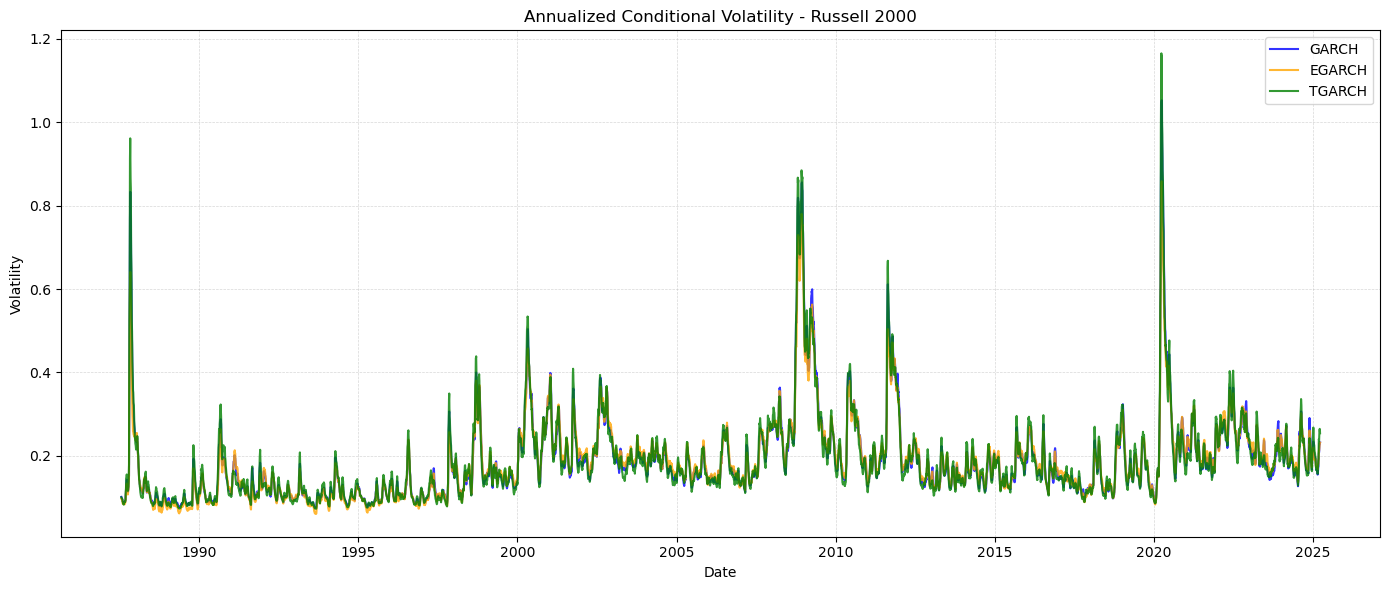 Annualized Conditional Volatility - Russell 2000
GARCH
EGARCH
TGARCH
Volatility
1.2
1.0
0.8
0.6
0.4
0.2
1990 1995 2000 2005 2010 2015 2020 2025
Date